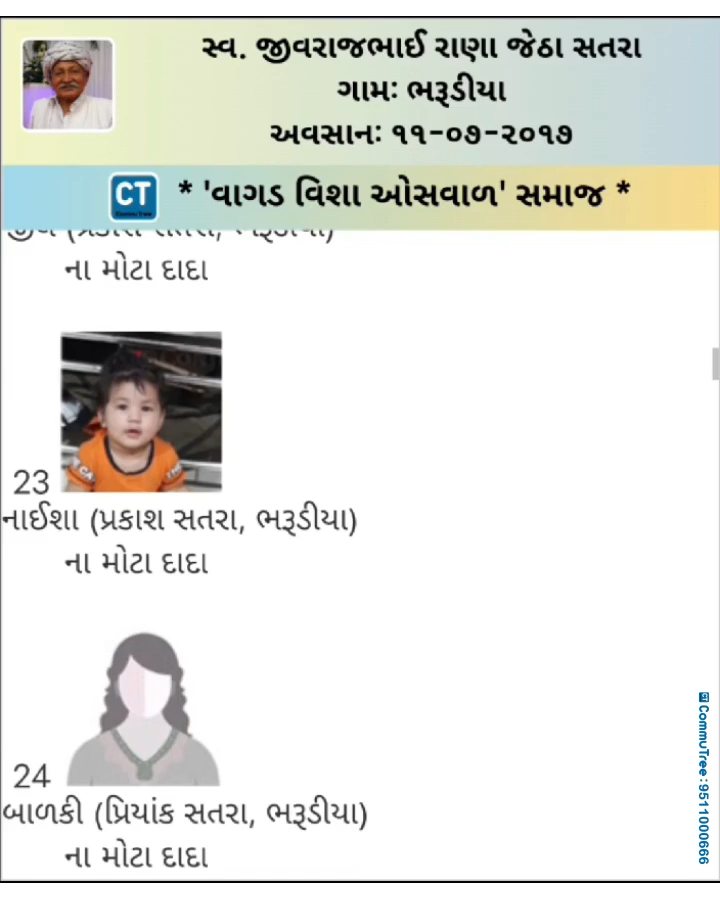 સ્વ. જીવરાજભાઈ રાણા જેઠા સતરા
ગામઃ ભરૂડીયા
અવસાનઃ ૧૧-૦૭-૨૦૧૭
CT * 'વાગડ વિશા ઓસવાળ' સમાજ *
ના મોટા દાદા
23
નાઈશા (પ્રકાશ સતરા, ભરૂડીયા)
ના મોટા દાદા
24
બાળકી (પ્રિયાંક સતરા, ભરૂડીયા)
ના મોટા દાદા
CT CommuTree : 9511000666